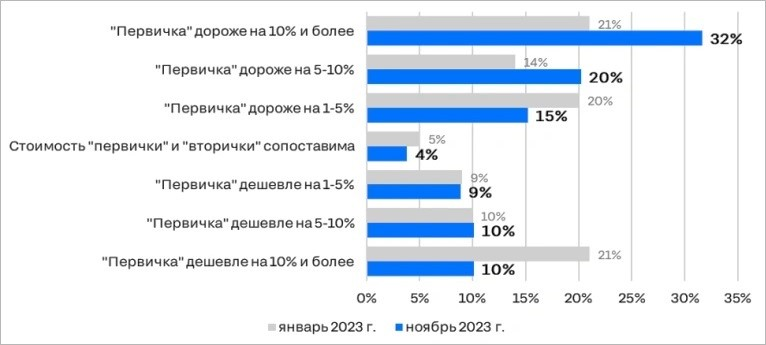 "Первичка" дороже на 10% и более
21%
32%
"Первичка" дороже на 5-10%
14%
20%
"Первичка" дороже на 1-5%
20%
15%
Стоимость "первички" и "вторички" сопоставима
5%
4%
"Первичка" дешевле на 1-5%
9%
9%
"Первичка" дешевле на 5-10%
10%
10%
"Первичка" дешевле на 10% и более
21%
10%
0% 5% 10% 15% 20% 25% 30% 35%
январь 2023 г. ноябрь 2023 г.